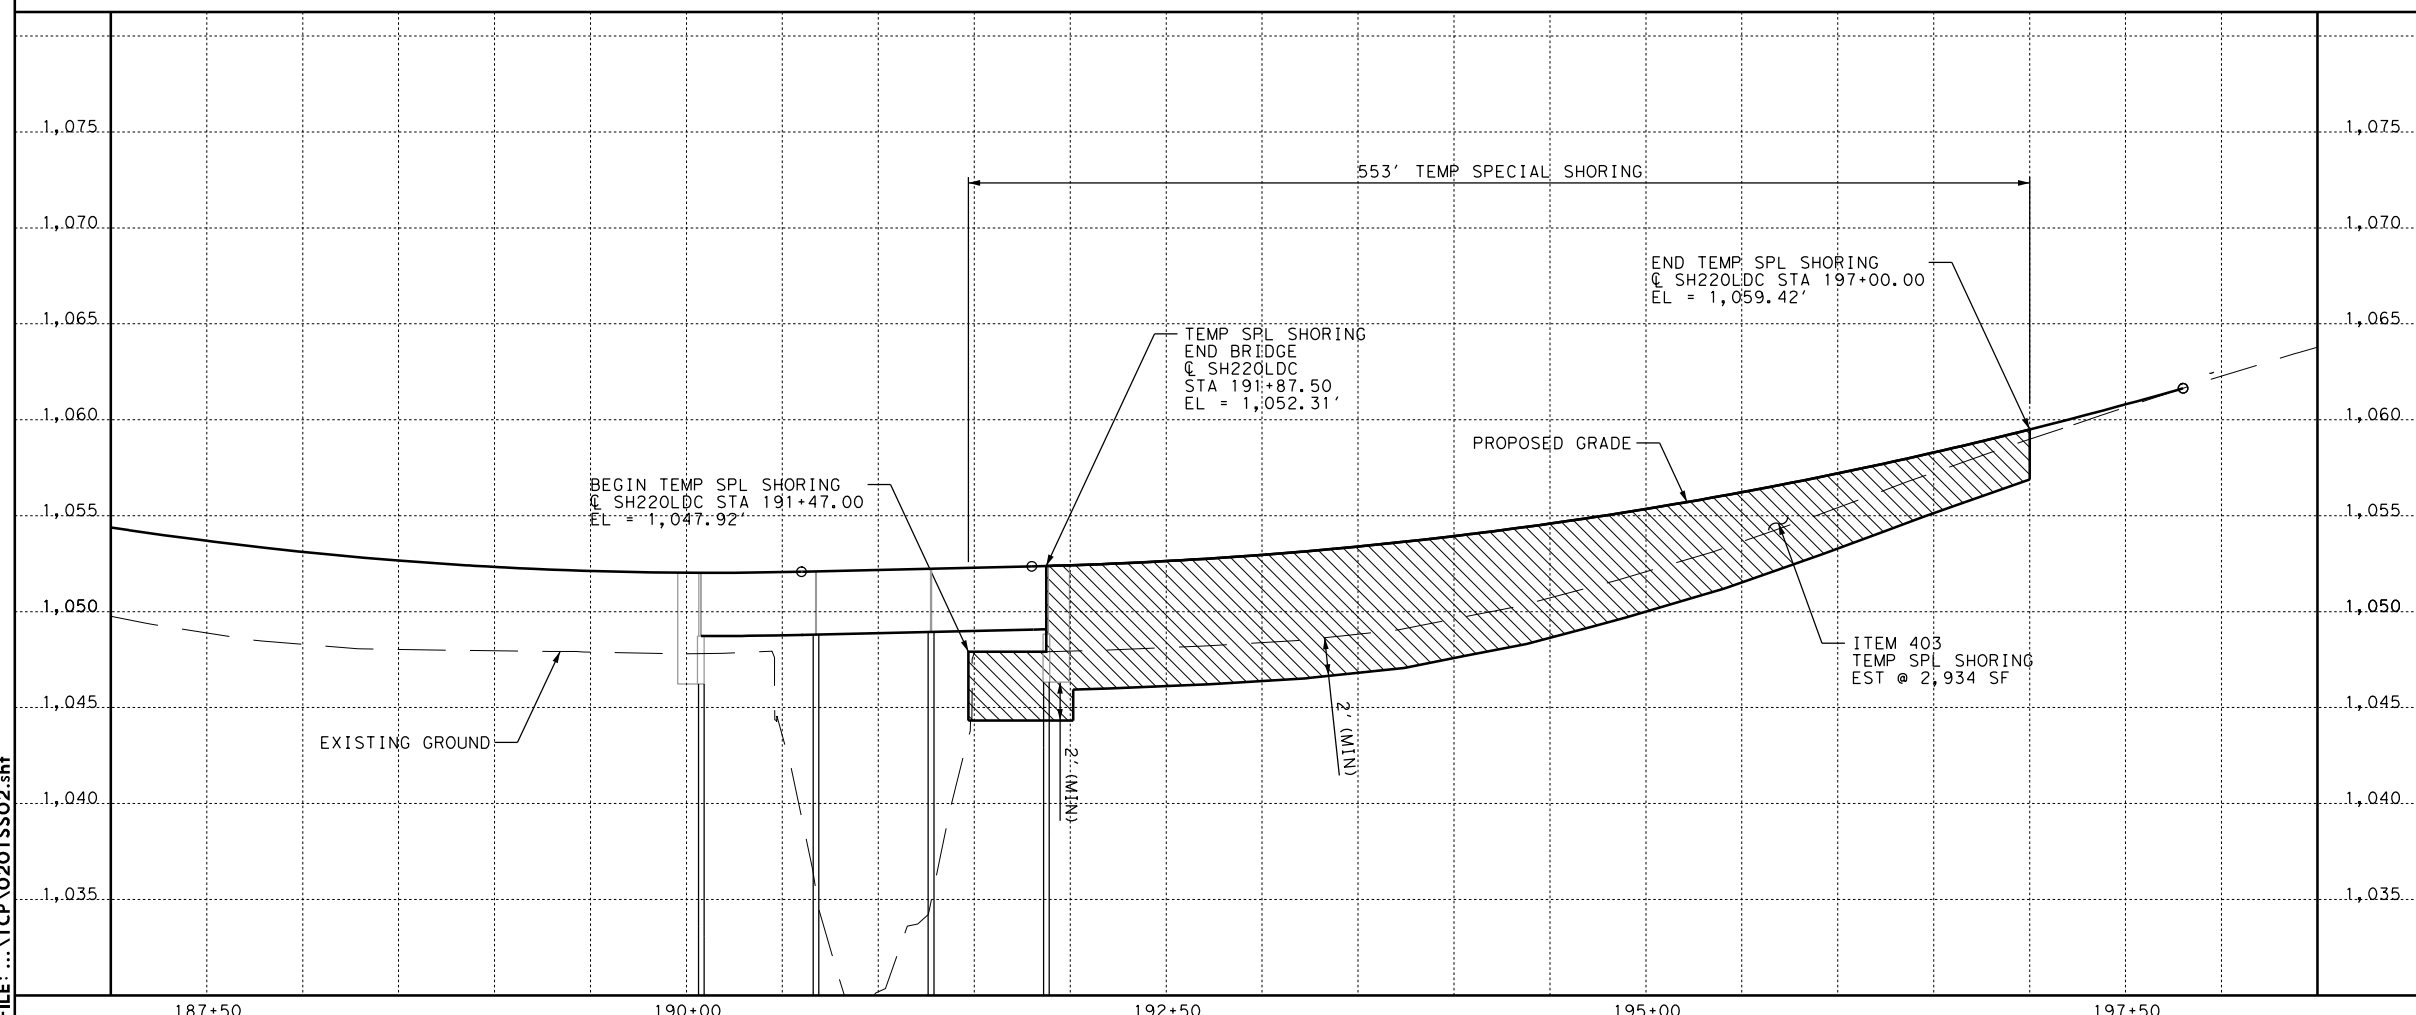 1,075
1,075
553' TEMP SPECIAL SHORING
1,070
1,070
END TEMP SPL SHORING
℄ SH220LDC STA 197+00.00
EL = 1,059.42'
1,065
1,065
TEMP SPL SHORING
END BRIDGE
℄ SH220LDC
STA 191+87.50
EL = 1,052.31'
1,060
1,060
PROPOSED GRADE
BEGIN TEMP SPL SHORING
℄ SH220LDC STA 191+47.00
EL = 1,047.92'
1,055
1,055
1,050
1,050
ITEM 403
TEMP SPL SHORING
EST @ 2,934 SF
1,045
1,045
2' (MIN)
2' (MIN)
EXISTING GROUND
1,040
1,040
1,035
1,035
187+50
190+00
192+50
195+00
197+50
FILE: ...\TCP\0201SS02.sht